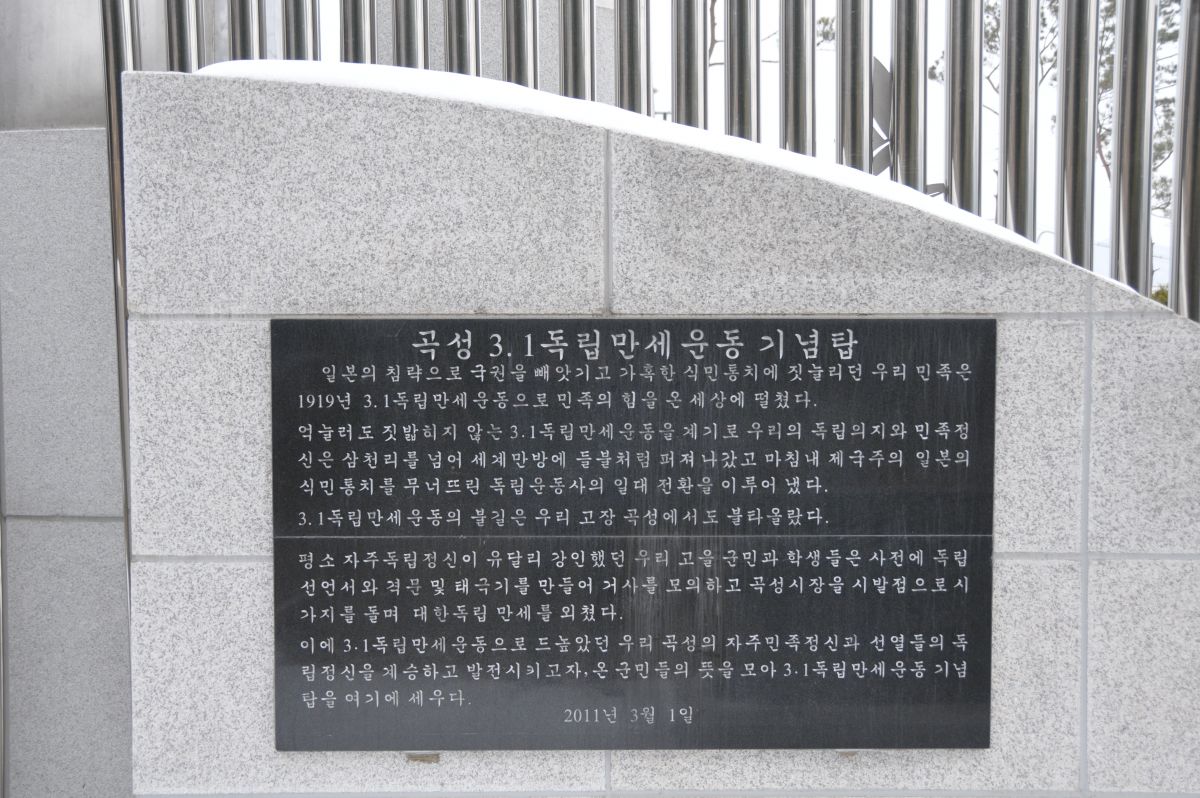 곡성 3.1독립만세운동 기념탑
일본의 침략으로 국권을 빼앗기고 가혹한 식민통치에 짓눌리던 우리 민족은
1919년 3.1독립만세운동으로 민족의 힘을 온 세상에 떨쳤다.
억눌러도 짓밟히지 않는 3.1독립만세운동을 계기로 우리의 독립의지와 민족정
신은 삼천리를 넘어 세계만방에 들불처럼 퍼져나갔고 마침내 제국주의 일본의
식민통치를 무너뜨린 독립운동사의 일대 전환을 이루어 냈다.
3.1독립만세운동의 불길은 우리 고장 곡성에서도 불타올랐다.
평소 자주독립정신이 유달리 강인했던 우리 고을 군민과 학생들은 사전에 독립
선언서와 격문 및 태극기를 만들어 거사를 모의하고 곡성시장을 시발점으로 시
가지를 돌며 대한독립 만세를 외쳤다.
이에 3.1독립만세운동으로 드높았던 우리 곡성의 자주민족정신과 선열들의 독
립정신을 계승하고 발전시키고자, 온 군민들의 뜻을 모아 3.1독립만세운동 기념
탑을 여기에 세우다.
2011년 3월 1일